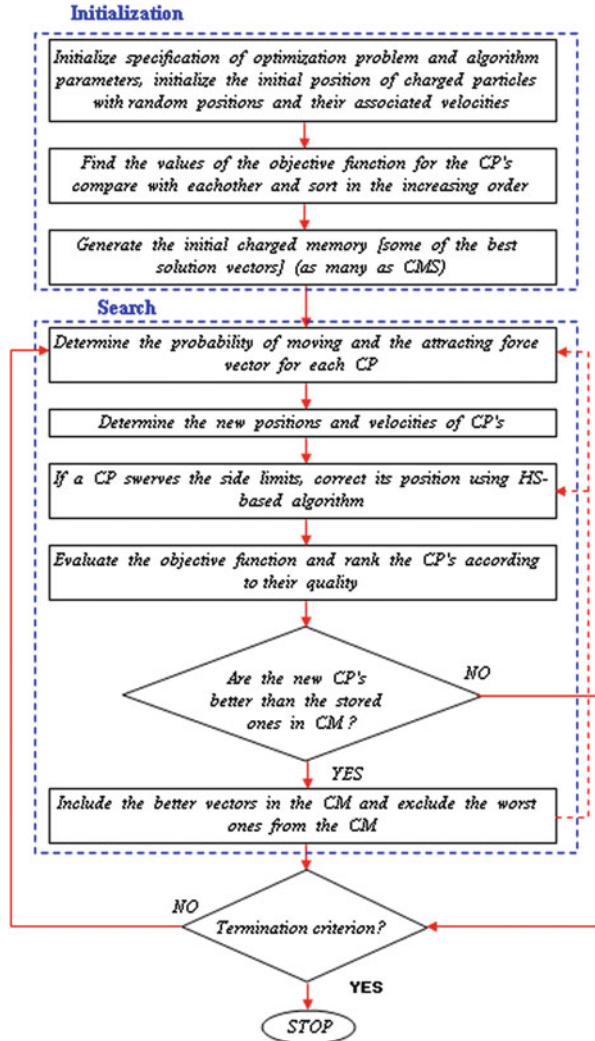 Initialization
Initialize specification of optimization problem and algorithm
parameters, initialize the initial position of charged particles
with random positions and their associated velocities
Find the values of the objective function for the CP's
compare with eachother and sort in the increasing order
Generate the initial charged memory [some of the best
solution vectors] (as many as CMS)
Search
Determine the probability of moving and the attracting force
vector for each CP
Determine the new positions and velocities of CP's
If a CP swerves the side limits, correct its position using HS-
based algorithm
Evaluate the objective function and rank the CP's according
to their quality
Are the new CP's
better than the stored
ones in CM ?
NO
YES
Include the better vectors in the CM and exclude the worst
ones from the CM
NO
Termination criterion?
YES
STOP